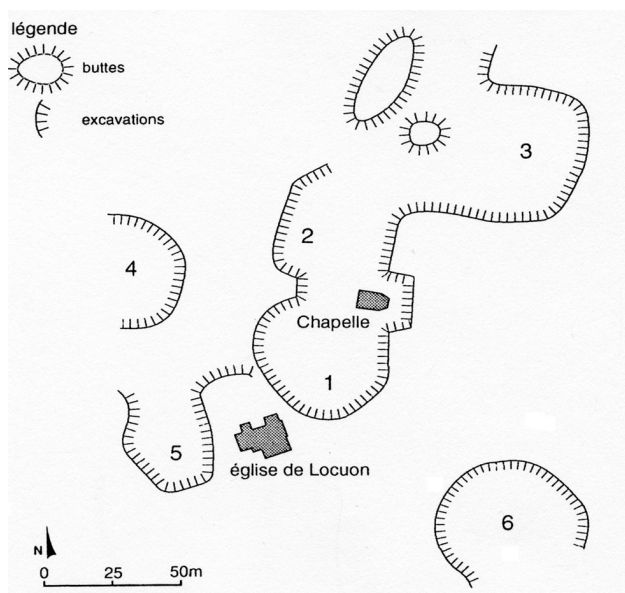 légende
buttes
excavations
3
2
4
Chapelle
1
5
église de Locuon
6
N
0 25 50m